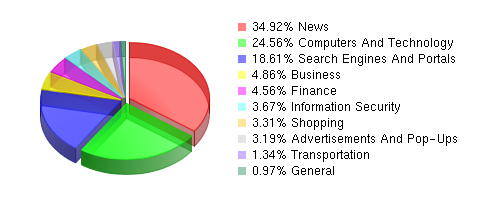 34.92% News
24.56% Computers And Technology
18.61% Search Engines And Portals
4.86% Business
4.56% Finance
3.67% Information Security
3.31% Shopping
3.19% Advertisements And Pop-Ups
1.34% Transportation
0.97% General